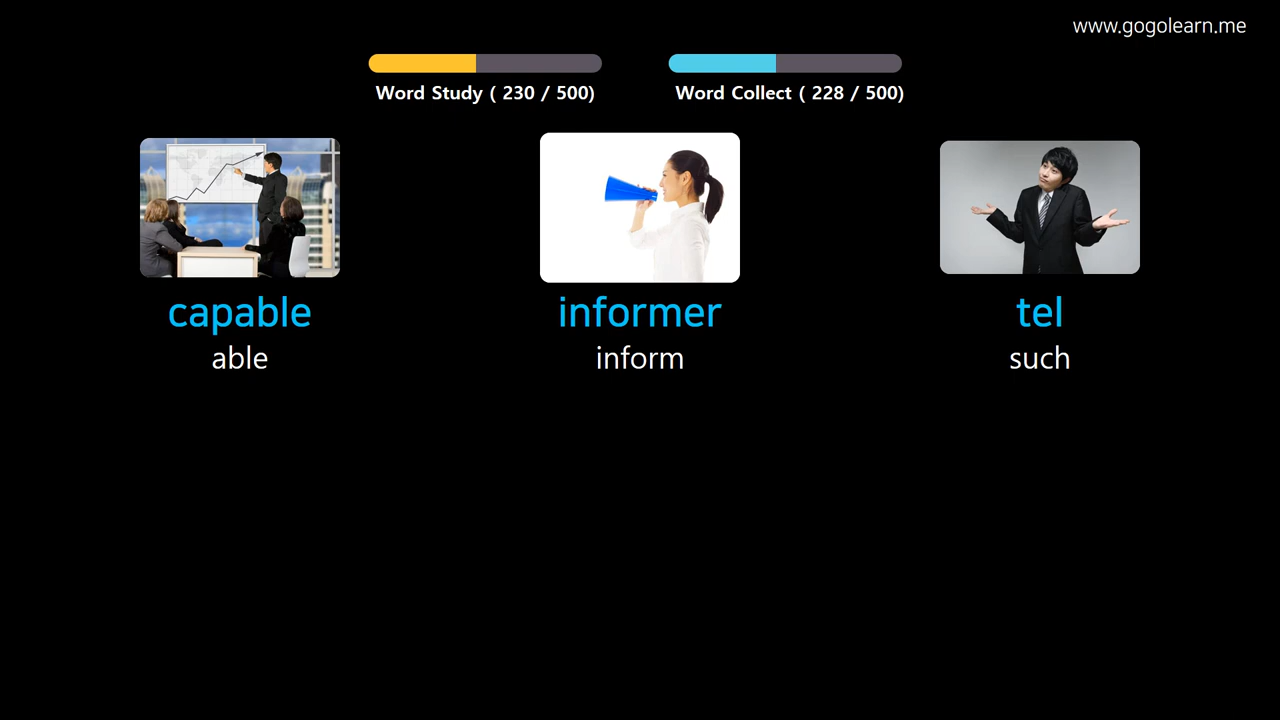 www.gogolearn.me
Word Study ( 230 / 500)
Word Collect ( 228 / 500)
capable
informer
tel
able
inform
such